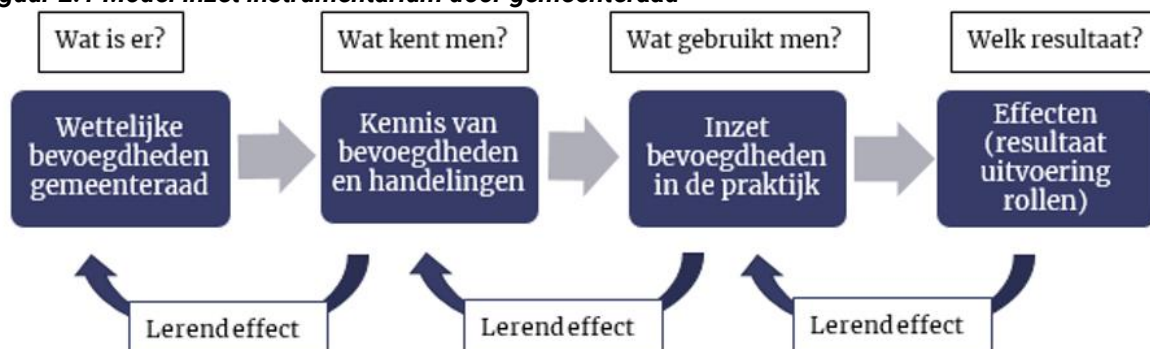 Wat is er?
Wat kent men?
Wat gebruikt men?
Welk resultaat?
Wettelijke
bevoegdheden
gemeenteraad
Kennis van
bevoegdheden
en handelingen
Inzet
bevoegdheden
in de praktijk
Effecten
(resultaat
uitvoering
rollen)
Lerend effect
Lerend effect
Lerend effect